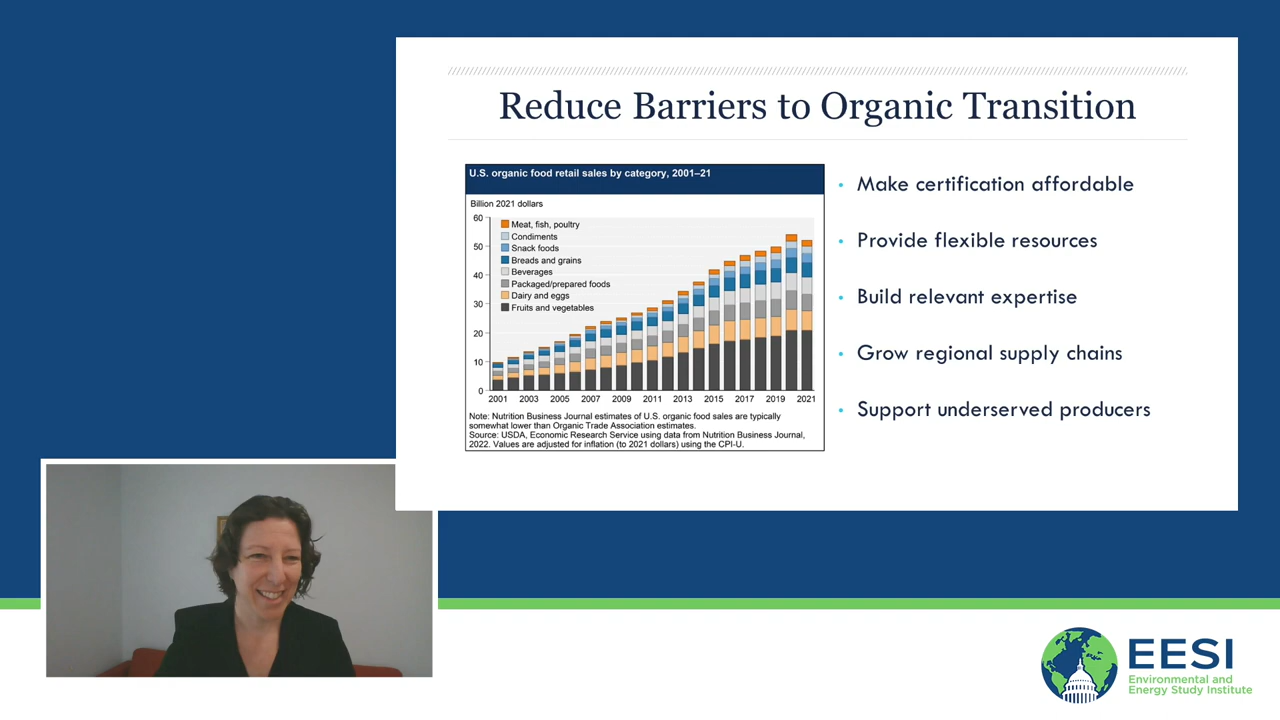 Reduce Barriers to Organic Transition
U.S. organic food retail sales by category, 2001–21
Billion 2021 dollars
60
50
40
30
20
10
0
Meat, fish, poultry
Condiments
Snack foods
Breads and grains
Beverages
Packaged/prepared foods
Dairy and eggs
Fruits and vegetables
2001 2003 2005 2007 2009 2011 2013 2015 2017 2019 2021
Note: Nutrition Business Journal estimates of U.S. organic food sales are typically
somewhat lower than Organic Trade Association estimates.
Source: USDA, Economic Research Service using data from Nutrition Business Journal,
2022. Values are adjusted for inflation (to 2021 dollars) using the CPI-U.
• Make certification affordable
• Provide flexible resources
• Build relevant expertise
• Grow regional supply chains
• Support underserved producers
EESI
Environmental and
Energy Study Institute